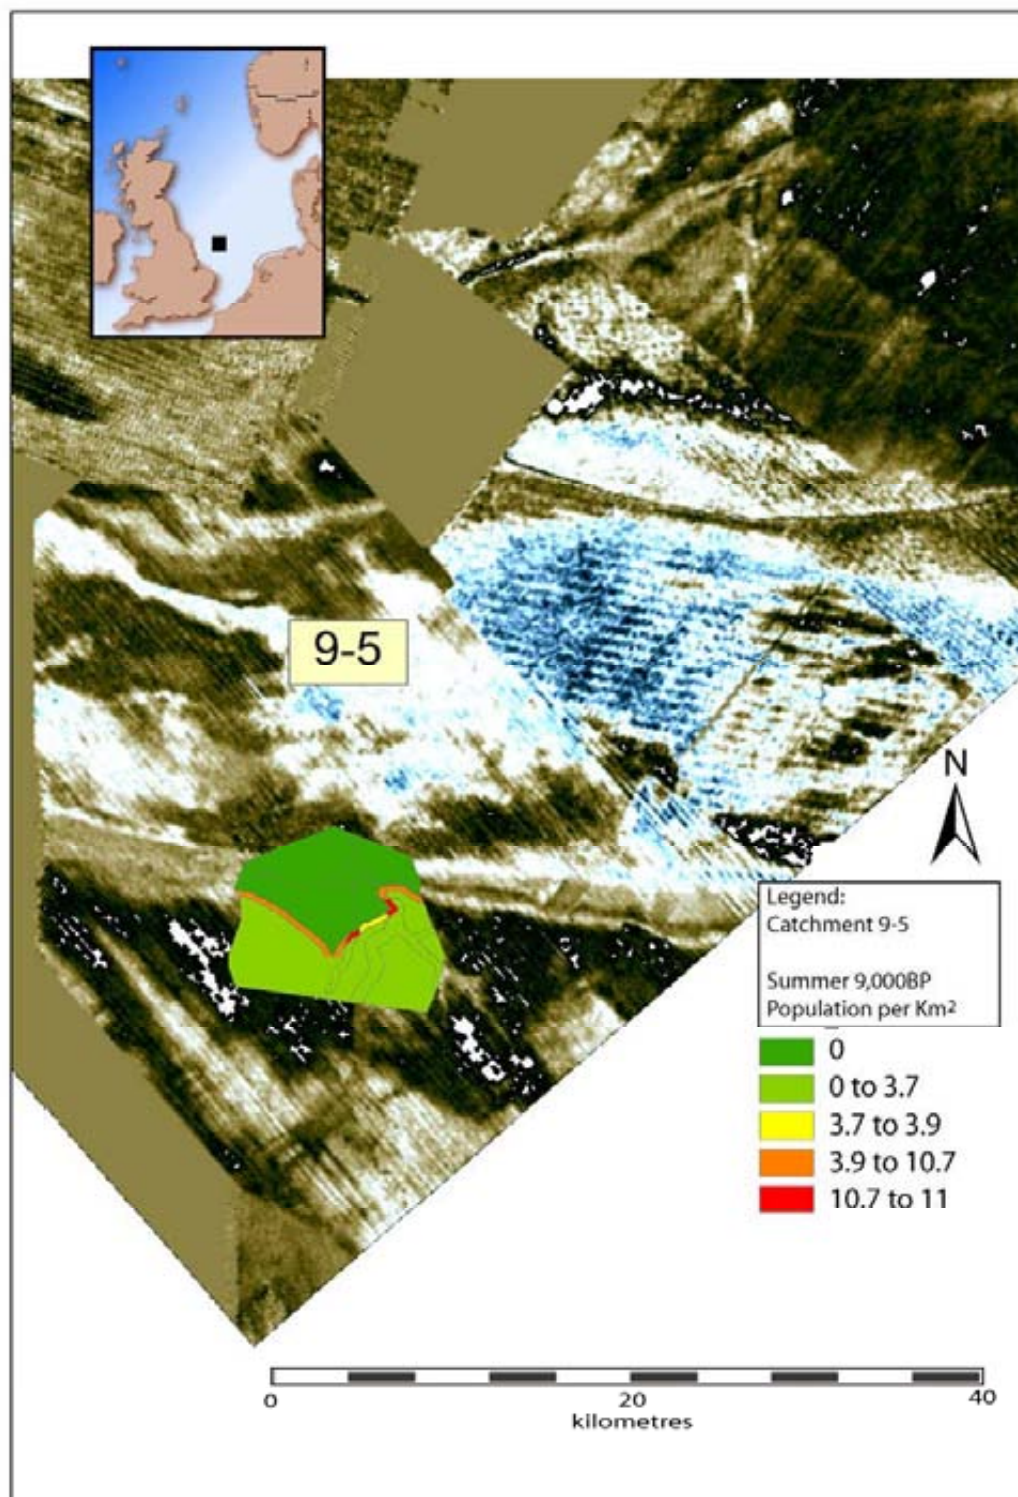 9-5
N
Legend:
Catchment 9-5
Summer 9,000BP
Population per Km²
0
0 to 3.7
3.7 to 3.9
3.9 to 10.7
10.7 to 11
0 20 40
kilometres